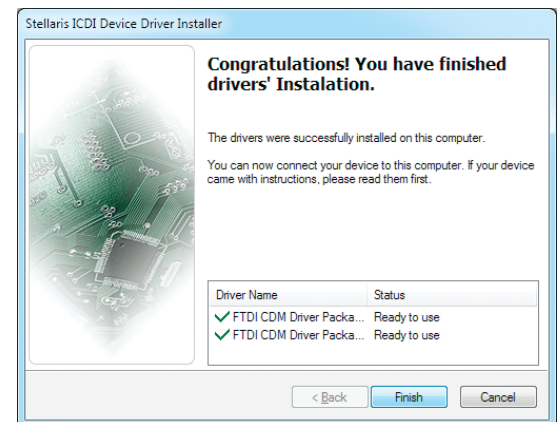 Stellaris ICDI Device Driver Installer
Congratulations! You have finished
drivers' Instalation.
The drivers were successfully installed on this computer.
You can now connect your device to this computer. If your device
came with instructions, please read them first.
Driver Name Status
FTDI CDM Driver Packa... Ready to use
FTDI CDM Driver Packa... Ready to use
< Back Finish Cancel